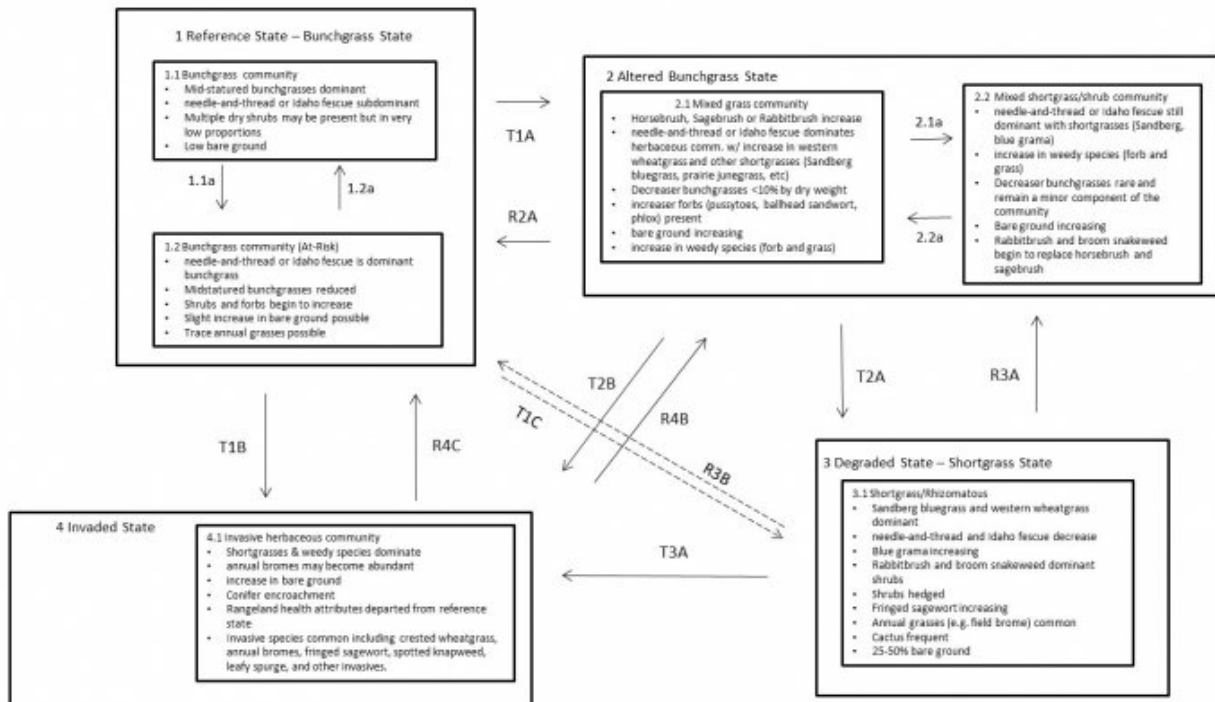 1 Reference State – Bunchgrass State
1.1 Bunchgrass community
• Mid-statured bunchgrasses dominant
• needle-and-thread or Idaho fescue subdominant
• Multiple dry shrubs may be present but in very
low proportions
• Low bare ground
1.1a
1.2a
1.2 Bunchgrass community (At-Risk)
• needle-and-thread or Idaho fescue is dominant
bunchgrass
• Midstatured bunchgrasses reduced
• Shrubs and forbs begin to increase
• Slight increase in bare ground possible
• Trace annual grasses possible
T1A
R2A
2 Altered Bunchgrass State
2.1 Mixed grass community
• Horsebrush, Sagebrush or Rabbitbrush increase
• needle-and-thread or Idaho fescue dominates
herbaceous comm. w/ increase in western
wheatgrass and other shortgrasses (Sandberg
bluegrass, prairie junegrass, etc)
• Decreaser bunchgrasses <10% by dry weight
• increaser forbs (pussytoes, ballhead sandwort,
phlox) present
• bare ground increasing
• increase in weedy species (forb and grass)
2.1a
2.2a
2.2 Mixed shortgrass/shrub community
• needle-and-thread or Idaho fescue still
dominant with shortgrasses (Sandberg,
blue grama)
• increase in weedy species (forb and
grass)
• Decreaser bunchgrasses rare and
remain a minor component of the
community
• Bare ground increasing
• Rabbitbrush and broom snakeweed
begin to replace horsebrush and
sagebrush
T1B
R4C
T1C
R3B
T2B
R4B
T2A
R3A
T3A
3 Degraded State – Shortgrass State
3.1 Shortgrass/Rhizomatous
• Sandberg bluegrass and western wheatgrass
dominant
• needle-and-thread and Idaho fescue decrease
• Blue grama increasing
• Rabbitbrush and broom snakeweed dominant
shrubs
• Shrubs hedged
• Fringed sagewort increasing
• Annual grasses (e.g. field brome) common
• Cactus frequent
• 25-50% bare ground
4 Invaded State
4.1 Invasive herbaceous community
• Shortgrasses & weedy species dominate
• annual bromes may become abundant
• increase in bare ground
• Conifer encroachment
• Rangeland health attributes departed from reference
state
• Invasive species common including crested wheatgrass,
annual bromes, fringed sagewort, spotted knapweed,
leafy spurge, and other invasives.